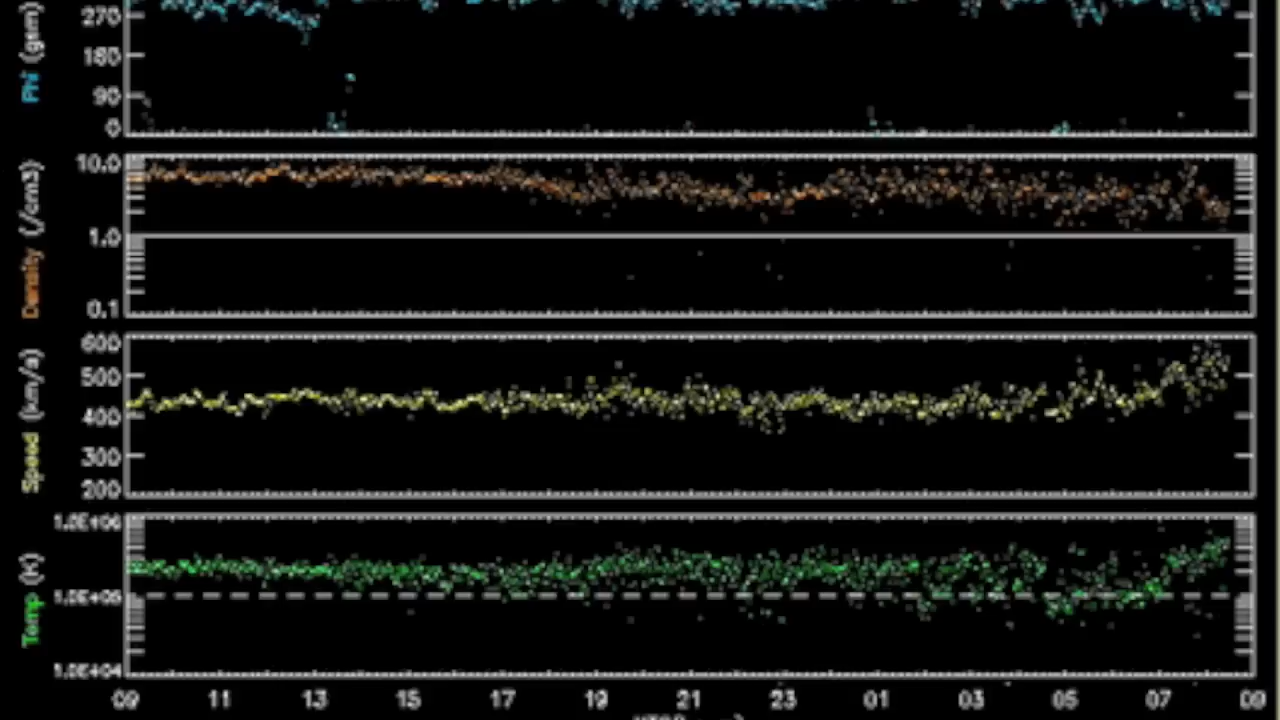 Phi (gsm)
270
180
90
0
Density (/cm3)
10.0
1.0
0.1
Speed (km/s)
600
500
400
300
200
Temp (K)
1.0E+06
1.0E+05
1.0E+04
09 11 13 15 17 19 21 23 01 03 05 07 09